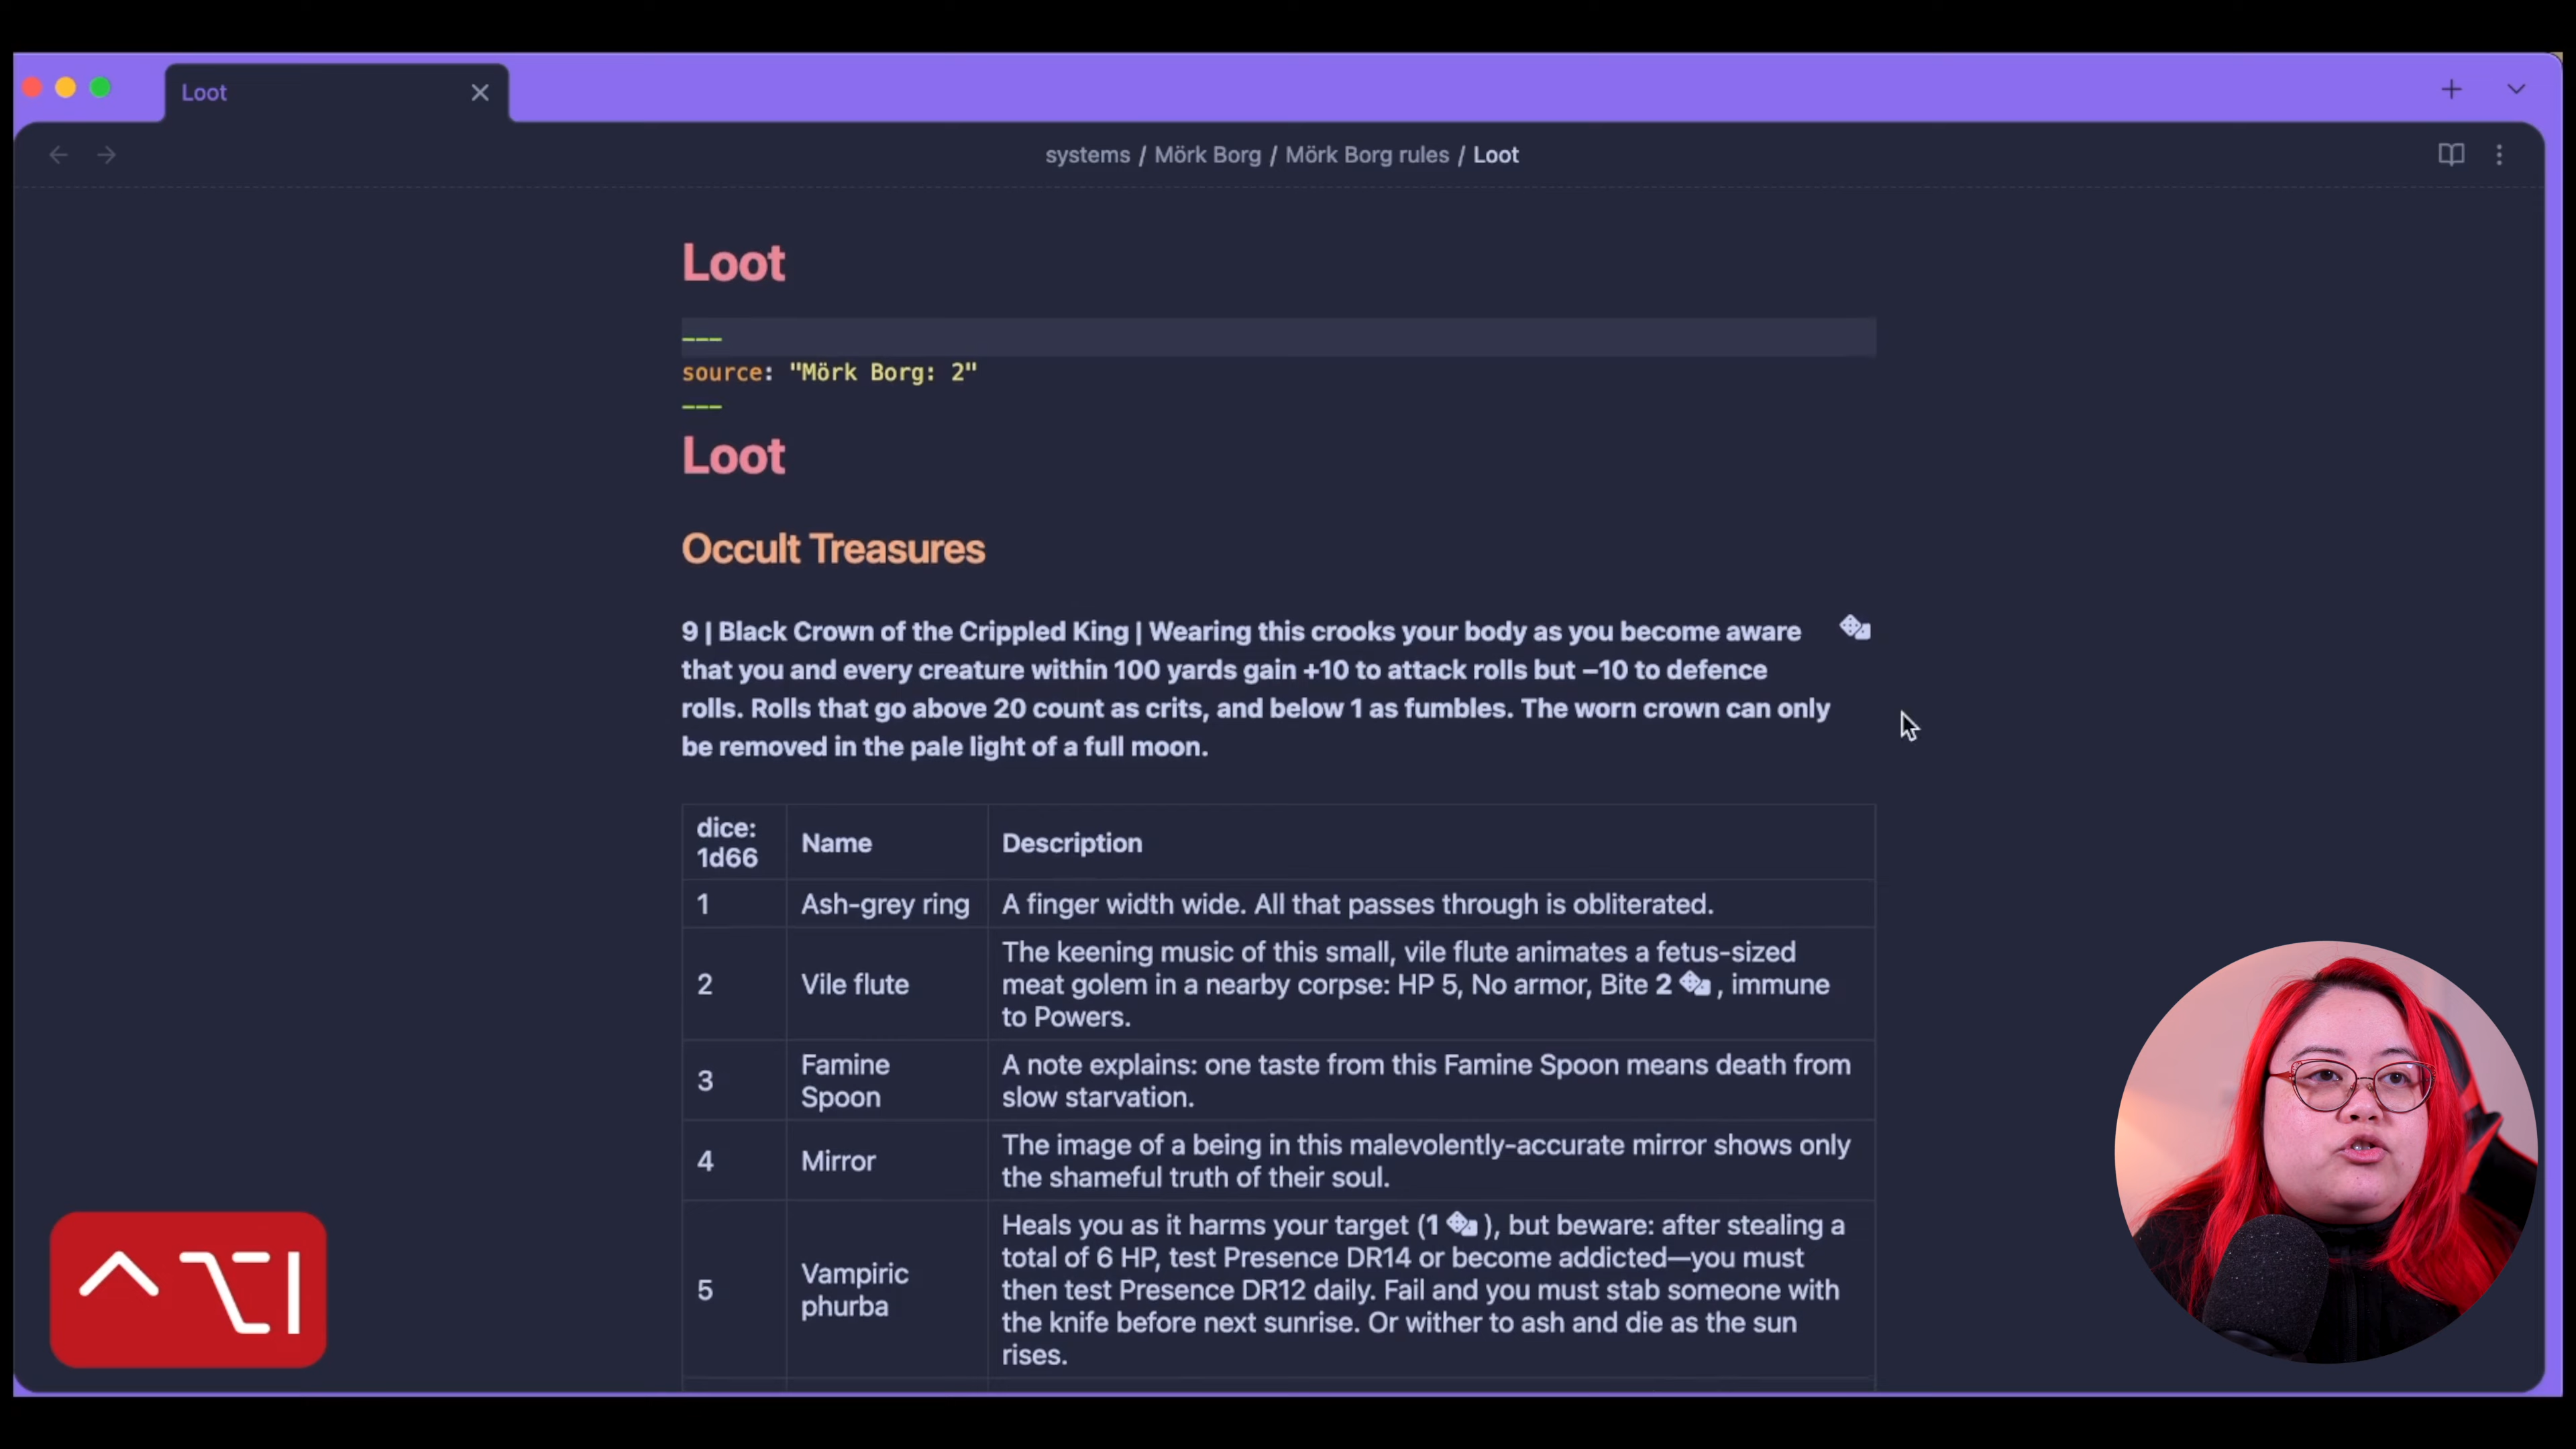 Loot
systems / Mörk Borg / Mörk Borg rules / Loot
Loot
---
source: "Mörk Borg: 2"
---
Loot
Occult Treasures
9 | Black Crown of the Crippled King | Wearing this crooks your body as you become aware
that you and every creature within 100 yards gain +10 to attack rolls but –10 to defence
rolls. Rolls that go above 20 count as crits, and below 1 as fumbles. The worn crown can only
be removed in the pale light of a full moon.
dice:
1d66
Name
Description
1
Ash-grey ring
A finger width wide. All that passes through is obliterated.
2
Vile flute
The keening music of this small, vile flute animates a fetus-sized
meat golem in a nearby corpse: HP 5, No armor, Bite 2 , immune
to Powers.
3
Famine
Spoon
A note explains: one taste from this Famine Spoon means death from
slow starvation.
4
Mirror
The image of a being in this malevolently-accurate mirror shows only
the shameful truth of their soul.
5
Vampiric
phurba
Heals you as it harms your target (1 ), but beware: after stealing a
total of 6 HP, test Presence DR14 or become addicted—you must
then test Presence DR12 daily. Fail and you must stab someone with
the knife before next sunrise. Or wither to ash and die as the sun
rises.
⌃⌥I